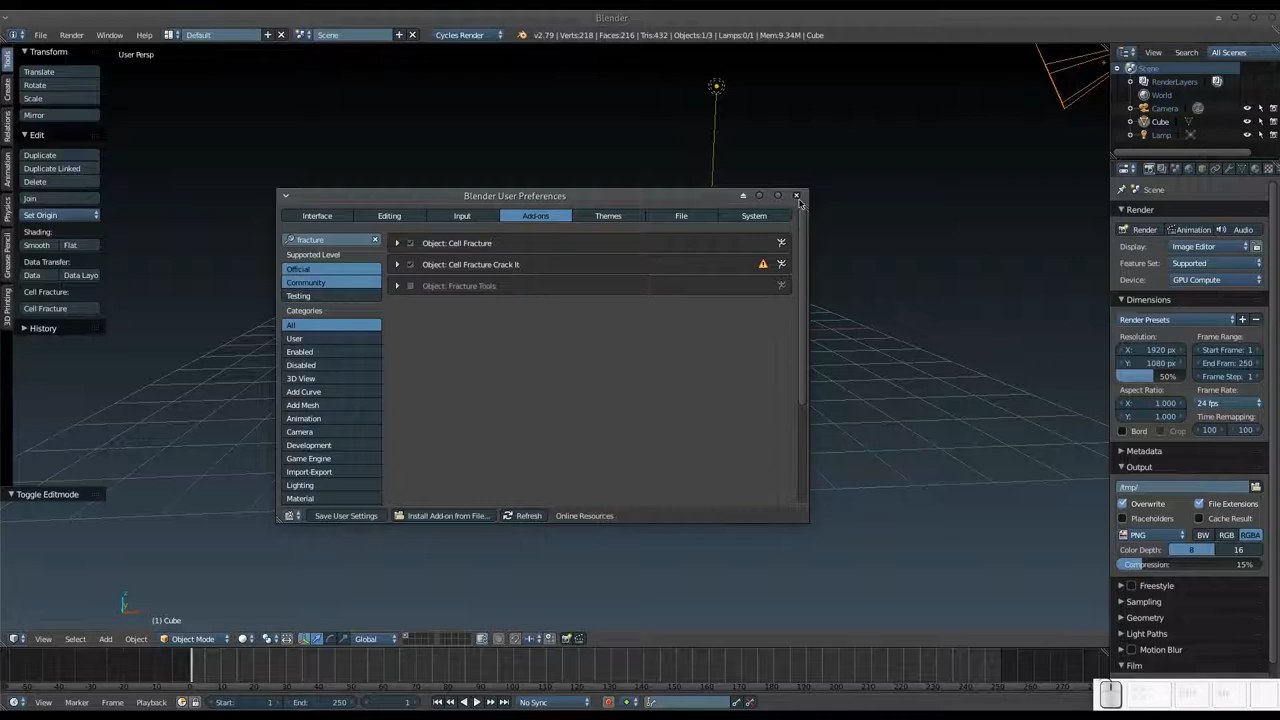 Blender
File Render Window Help Default Scene Cycles Render v2.79 | Verts:218 | Faces:216 | Tris:432 | Objects:1/3 | Lamps:0/1 | Mem:9.34M | Cube
Transform
Translate
Rotate
Scale
Mirror
Edit
Duplicate
Duplicate Linked
Delete
Join
Set Origin
Shading:
Smooth Flat
Data Transfer:
Data Data Layo
Cell Fracture:
Cell Fracture
History
Toggle Editmode
Tools
Create
Relations
Animation
Physics
Grease Pencil
3D Printing
User Persp
(1) Cube
Blender User Preferences
Interface Editing Input Add-ons Themes File System
fracture
Supported Level
Official
Community
Testing
Categories
All
User
Enabled
Disabled
3D View
Add Curve
Add Mesh
Animation
Camera
Development
Game Engine
Import-Export
Lighting
Material
Object: Cell Fracture
Object: Cell Fracture Crack It
Object: Fracture Tools
Save User Settings Install Add-on from File... Refresh Online Resources
View Search All Scenes
Scene
RenderLayers
World
Camera
Cube
Lamp
Scene
Render
Render Animation Audio
Display: Image Editor
Feature Set: Supported
Device: GPU Compute
Dimensions
Render Presets
Resolution: Frame Range:
X: 1920 px Start Frame: 1
Y: 1080 px End Fram: 250
50% Frame Step: 1
Aspect Ratio: Frame Rate:
X: 1.000 24 fps
Y: 1.000 Time Remapping:
Bord Crop 100 100
Metadata
Output
/tmp/
Overwrite File Extensions
Placeholders Cache Result
PNG BW RGB RGBA
Color Depth: 8 16
Compression: 15%
Freestyle
Sampling
Geometry
Light Paths
Motion Blur
Film
View Select Add Object Object Mode Global
View Marker Frame Playback Start: 1 End: 250 1 No Sync